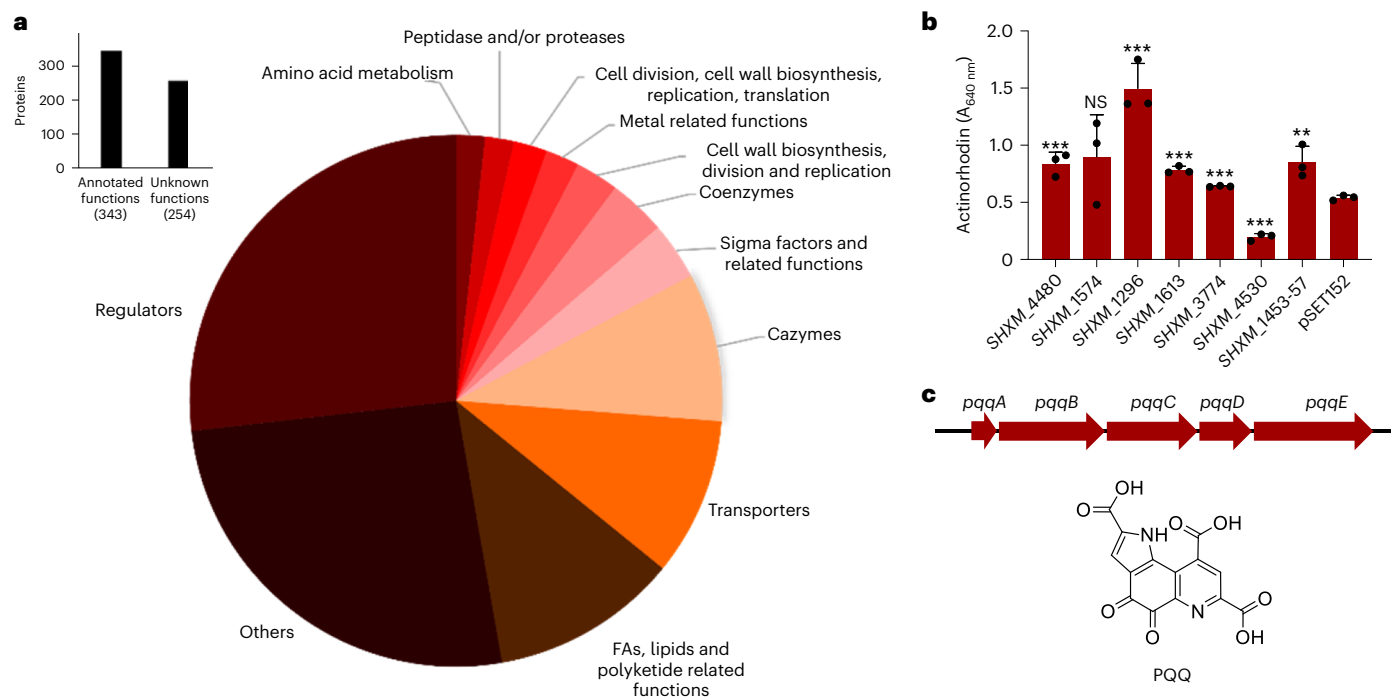 a
Proteins
300
200
100
0
Annotated
functions
(343)
Unknown
functions
(254)
Peptidase and/or proteases
Amino acid metabolism
Cell division, cell wall biosynthesis,
replication, translation
Metal related functions
Cell wall biosynthesis,
division and replication
Coenzymes
Sigma factors and
related functions
Cazymes
Transporters
FAs, lipids and
polyketide related
functions
Others
Regulators
b
Actinorhodin (A640 nm)
2.0
1.5
1.0
0.5
0
***
NS
***
***
***
***
**
SHXM_4480
SHXM_1574
SHXM_1296
SHXM_1613
SHXM_3774
SHXM_4530
SHXM_1453-57
pSET152
c
pqqA
pqqB
pqqC
pqqD
pqqE
OH
O
NH
O
OH
O
O
N
O
OH
PQQ